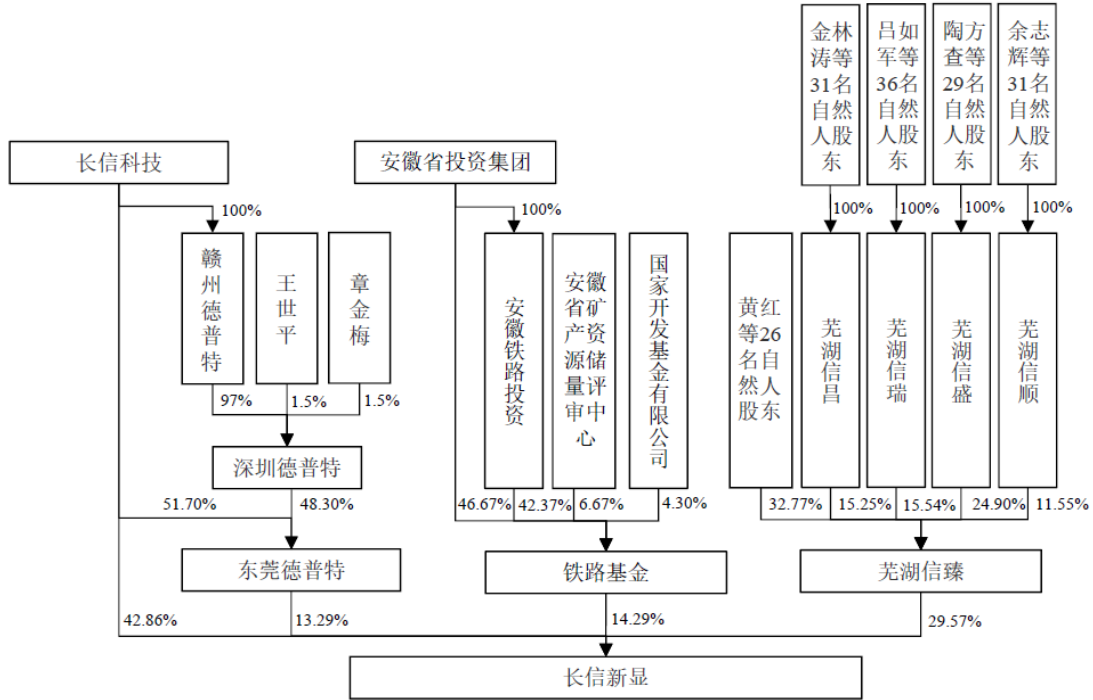 金林涛等31名自然人股东
吕如军等36名自然人股东
陶方查等29名自然人股东
余志辉等31名自然人股东
长信科技
安徽省投资集团
100%
100%
100%
100%
100%
100%
赣州德普特
王世平
章金梅
安徽铁路投资
安徽省矿产资源储量评审中心
国家开发基金有限公司
黄红等26名自然人股东
芜湖信昌
芜湖信瑞
芜湖信盛
芜湖信顺
97%
1.5%
1.5%
深圳德普特
51.70%
48.30%
46.67%
42.37%
6.67%
4.30%
32.77%
15.25%
15.54%
24.90%
11.55%
东莞德普特
铁路基金
芜湖信臻
42.86%
13.29%
14.29%
29.57%
长信新显